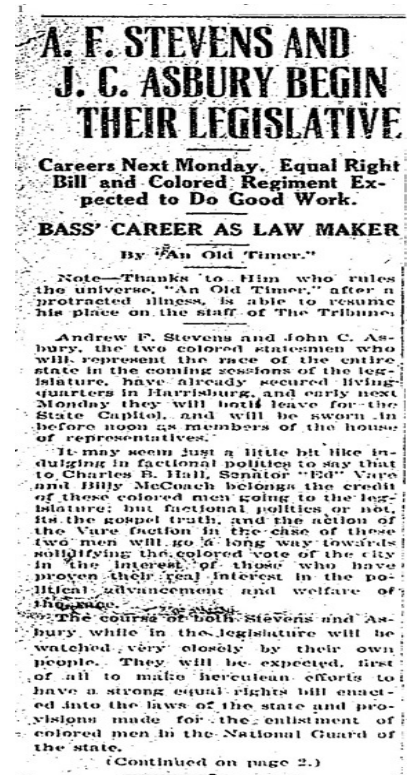 A. F. STEVENS AND
J. C. ASBURY BEGIN
THEIR LEGISLATIVE
Careers Next Monday. Equal Right
Bill and Colored Regiment Ex-
pected to Do Good Work.
BASS' CAREER AS LAW MAKER
By "An Old Timer."
Note—Thanks to Him who rules
the universe, "An Old Timer," after a
protracted illness, is able to resume
his place on the staff of The Tribune.
Andrew F. Stevens and John C. As-
bury, the two colored statesmen who
will represent the race of the entire
state in the coming sessions of the leg-
islature, have already secured living
quarters in Harrisburg, and early next
Monday they will both leave for the
State Capitol, and will be sworn in
before noon as members of the house
of representatives.
It may seem just a little bit like in-
dulging in factional politics to say that
to Charles B. Hall, Senator "Ed" Vare
and Billy McCoach belongs the credit
of these colored men going to the leg-
islature; but factional politics or not,
its the gospel truth, and the action of
the Vare faction in the case of these
two men will go a long way towards
solidifying the colored vote of the city
in the interest of those who have
proven their real interest in the po-
litical advancement and welfare of
the race.
The course of both Stevens and As-
bury while in the legislature will be
watched very closely by their own
people. They will be expected, first
of all to make herculean efforts to
have a strong equal rights bill enact-
ed into the laws of the state and pro-
visions made for the enlistment of
colored men in the National Guard of
the state.
(Continued on page 2.)